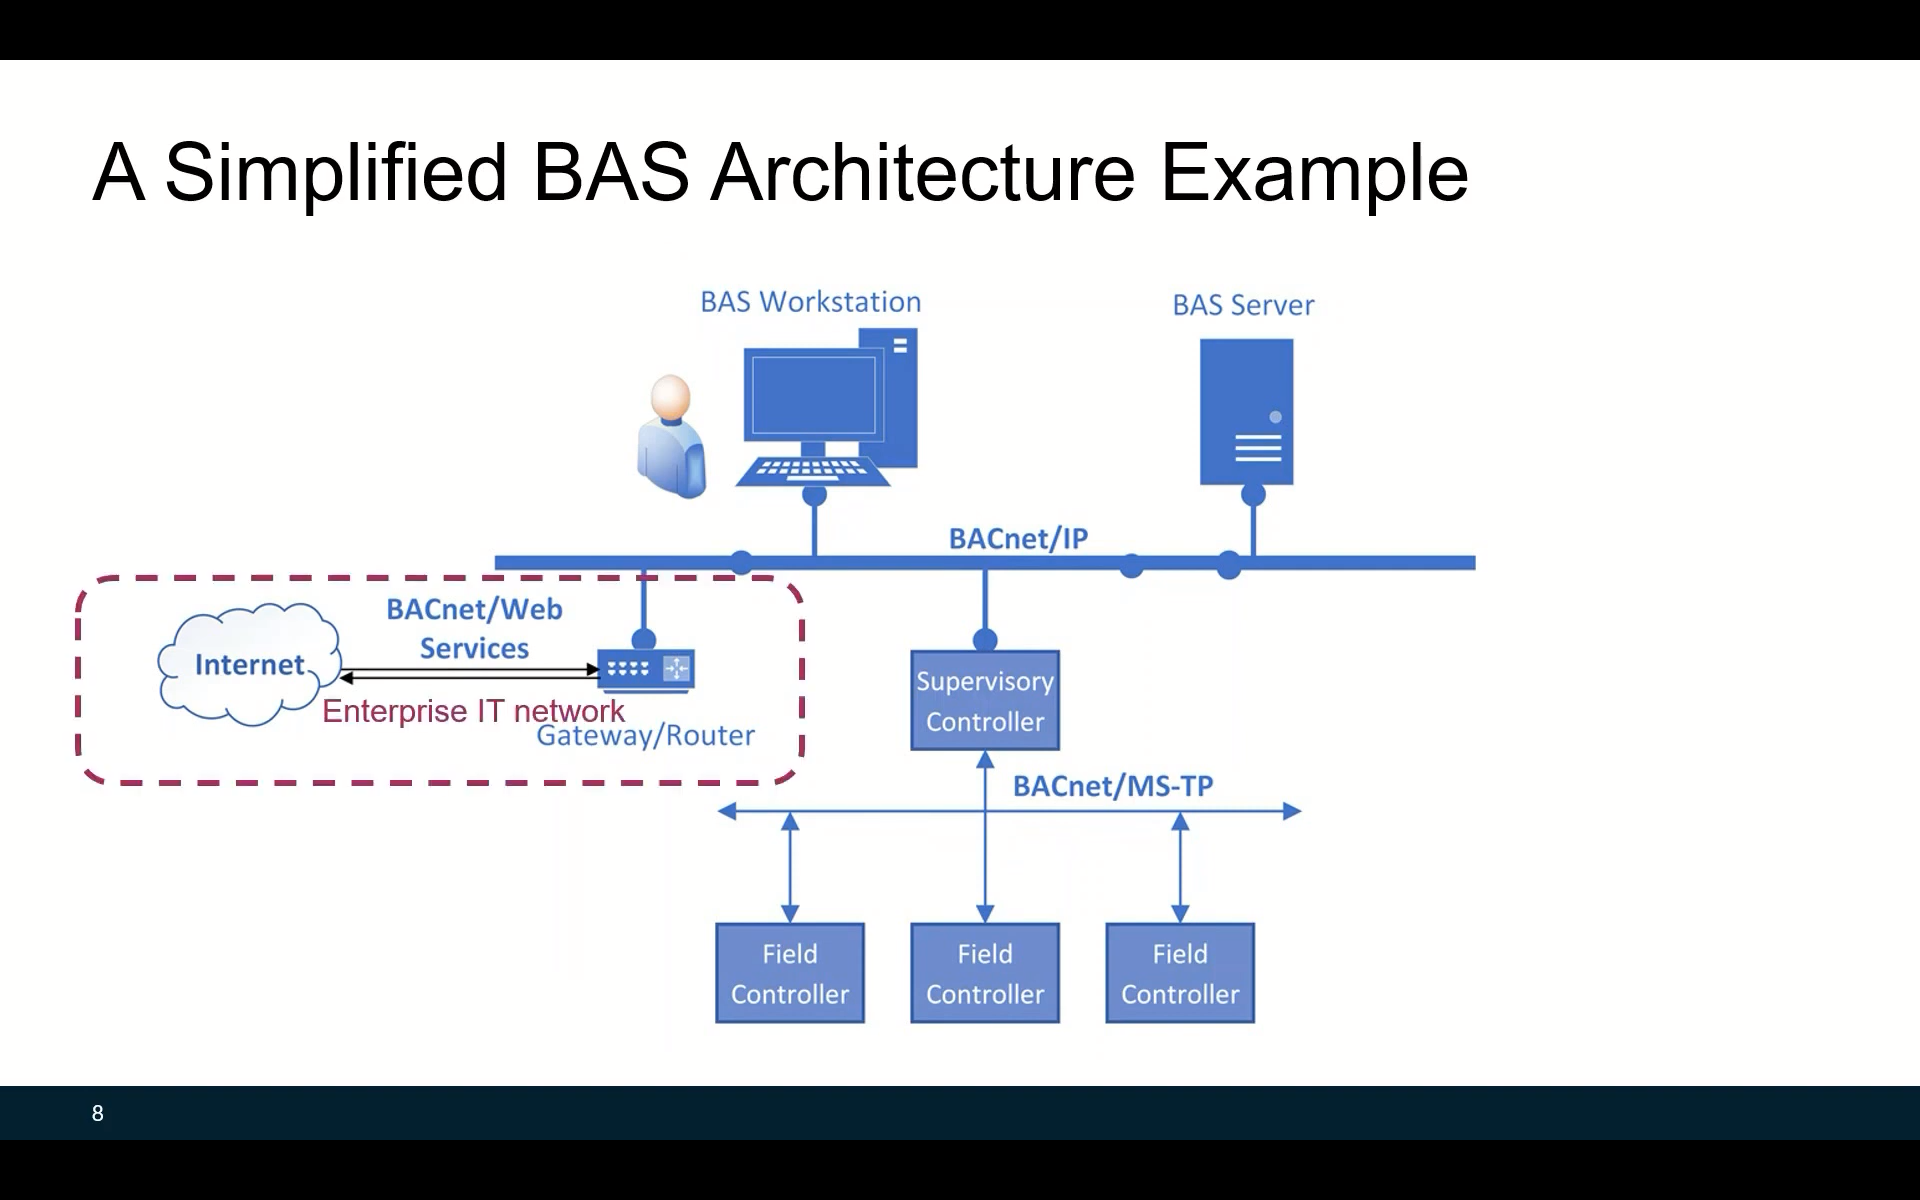 A Simplified BAS Architecture Example
BAS Workstation
BAS Server
BACnet/IP
BACnet/Web
Services
Internet
Enterprise IT network
Gateway/Router
Supervisory
Controller
BACnet/MS-TP
Field
Controller
Field
Controller
Field
Controller
8